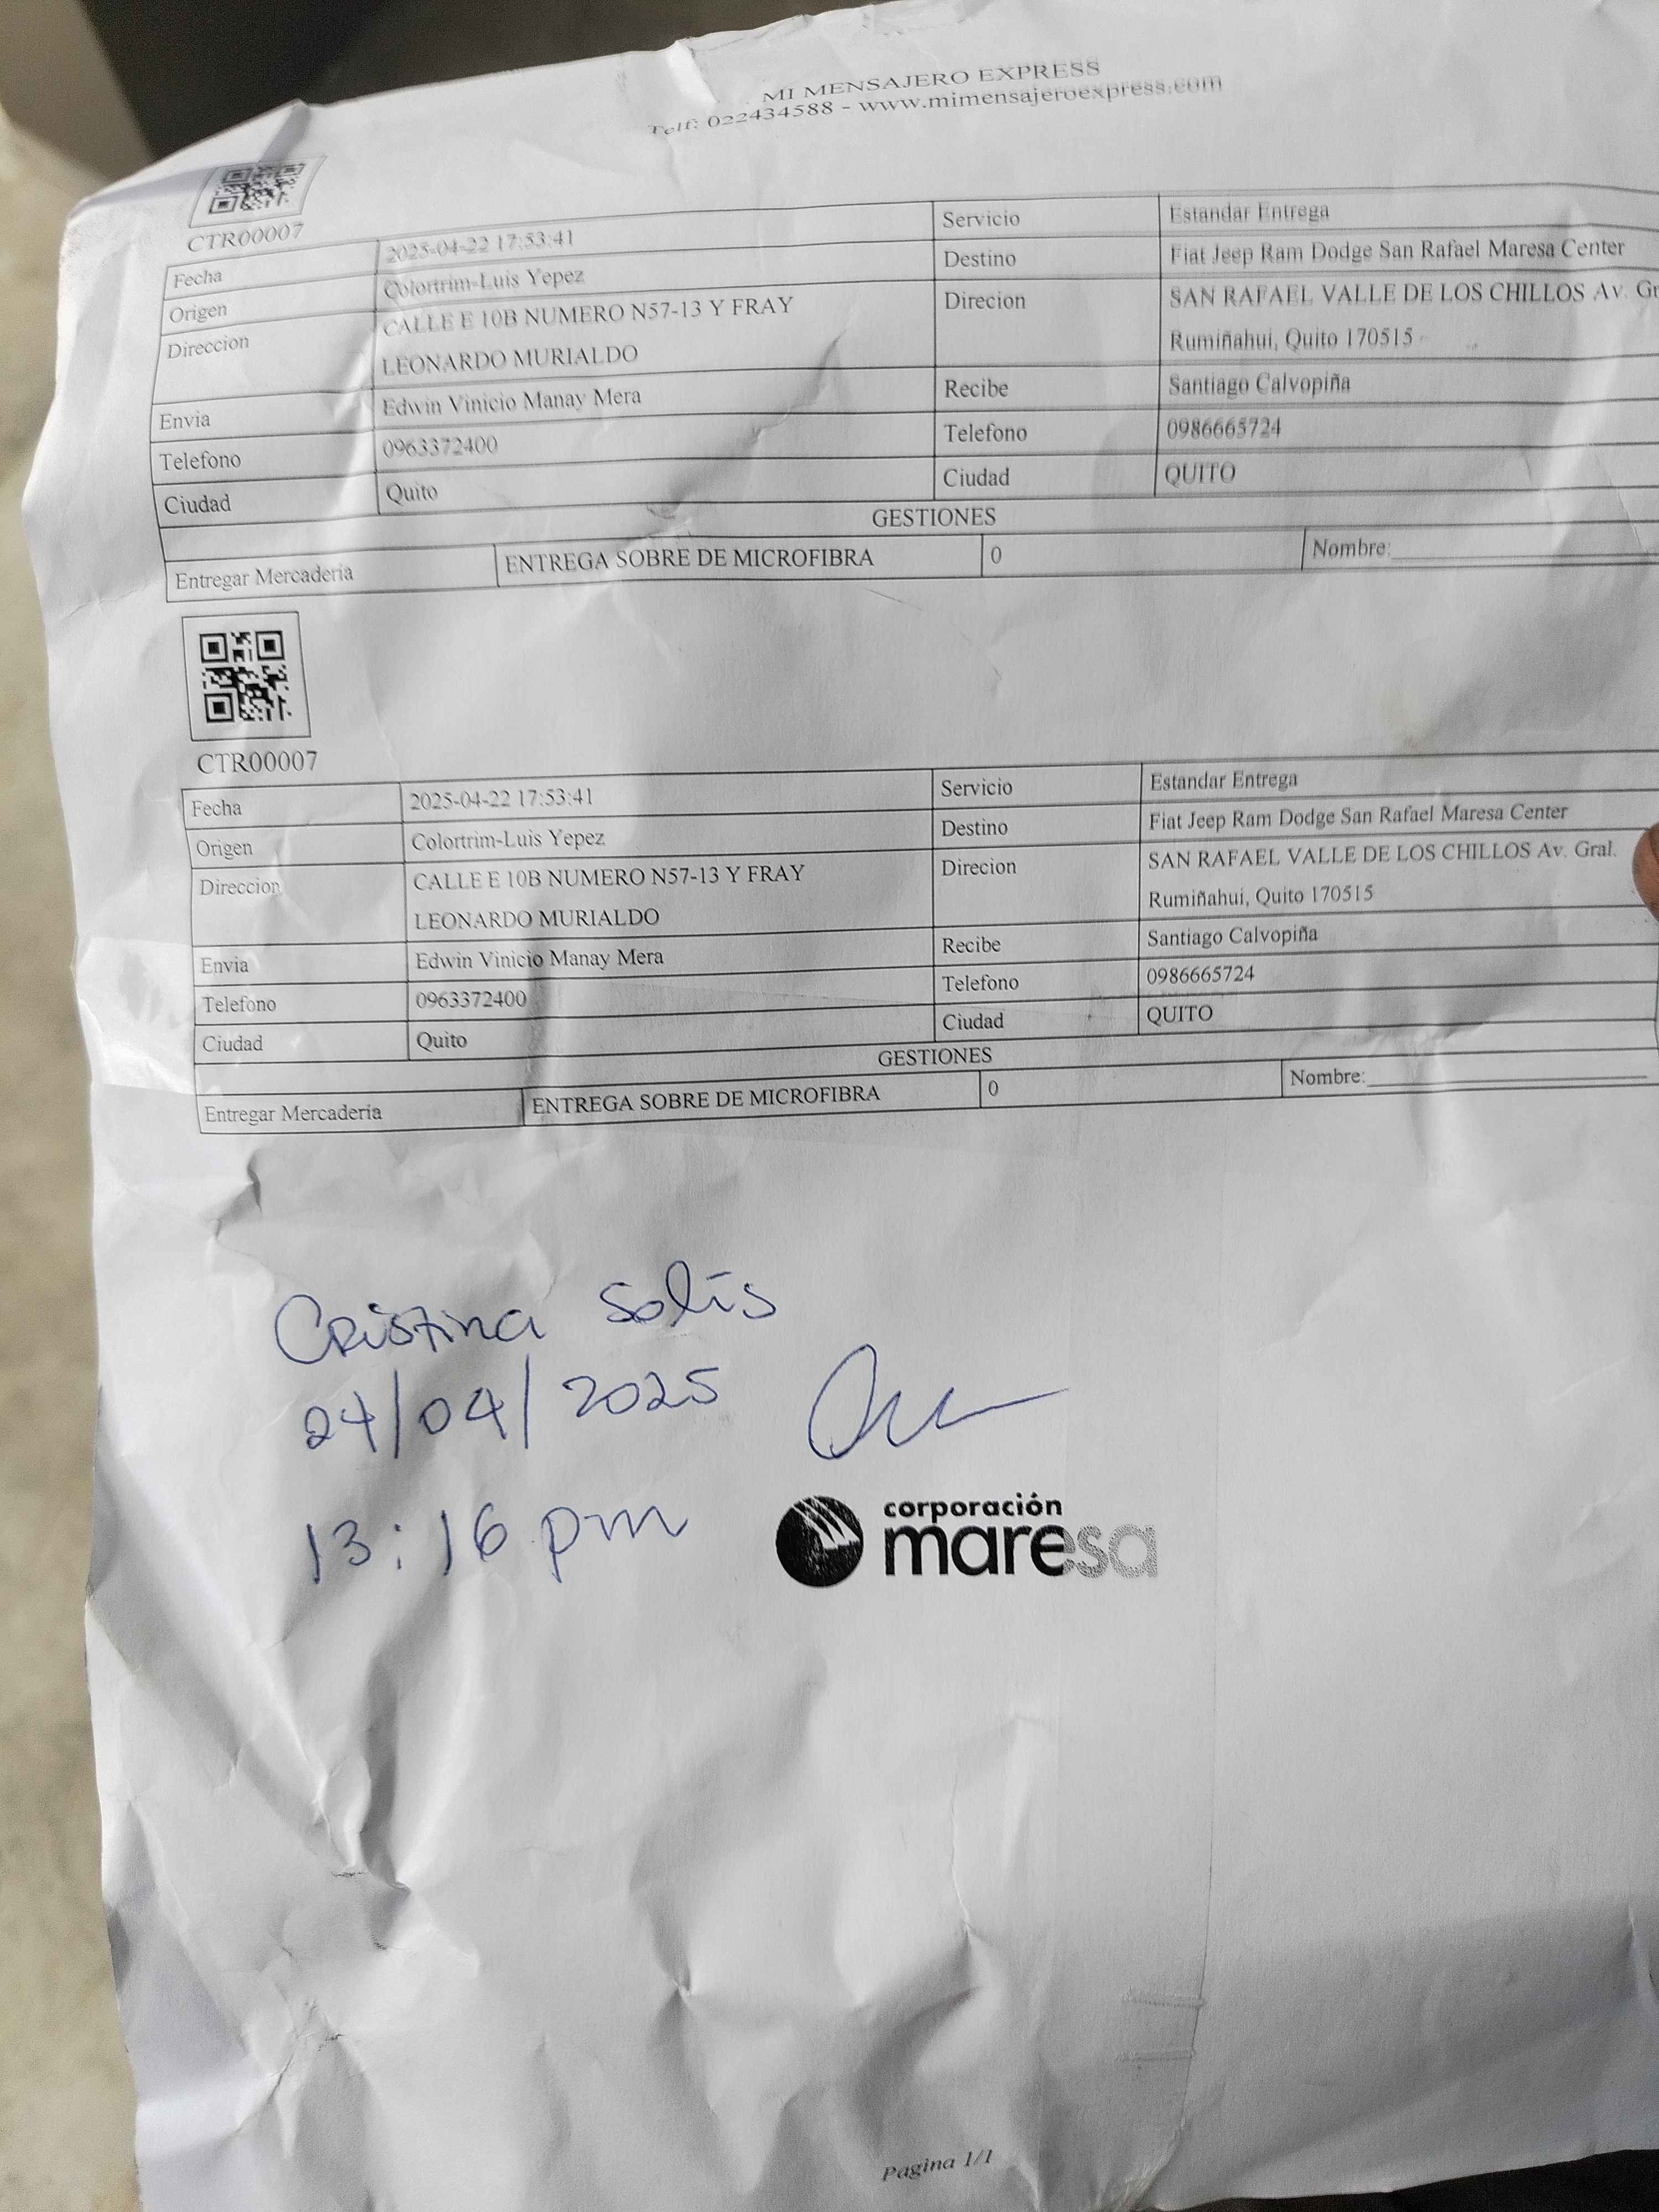 MI MENSAJERO EXPRESS
Telf: 022434588 - www.mimensajeroexpress.com
CTR00007
Fecha 2025-04-22 17:53:41 Servicio Estandar Entrega
Origen Colortrim-Luis Yepez Destino Fiat Jeep Ram Dodge San Rafael Maresa Center
Direccion CALLE E 10B NUMERO N57-13 Y FRAY Direcion SAN RAFAEL VALLE DE LOS CHILLOS Av. Gr
LEONARDO MURIALDO Rumiñahui, Quito 170515
Envia Edwin Vinicio Manay Mera Recibe Santiago Calvopiña
Telefono 0963372400 Telefono 0986665724
Ciudad Quito Ciudad QUITO
GESTIONES
Entregar Mercaderia ENTREGA SOBRE DE MICROFIBRA 0 Nombre:
CTR00007
Fecha 2025-04-22 17:53:41 Servicio Estandar Entrega
Origen Colortrim-Luis Yepez Destino Fiat Jeep Ram Dodge San Rafael Maresa Center
Direccion CALLE E 10B NUMERO N57-13 Y FRAY Direcion SAN RAFAEL VALLE DE LOS CHILLOS Av. Gral.
LEONARDO MURIALDO Rumiñahui, Quito 170515
Envia Edwin Vinicio Manay Mera Recibe Santiago Calvopiña
Telefono 0963372400 Telefono 0986665724
Ciudad Quito Ciudad QUITO
GESTIONES
Entregar Mercaderia ENTREGA SOBRE DE MICROFIBRA 0 Nombre:
Cristina Solís
24/04/2025
13:16 pm
corporación
maresa
Pagina 1/1